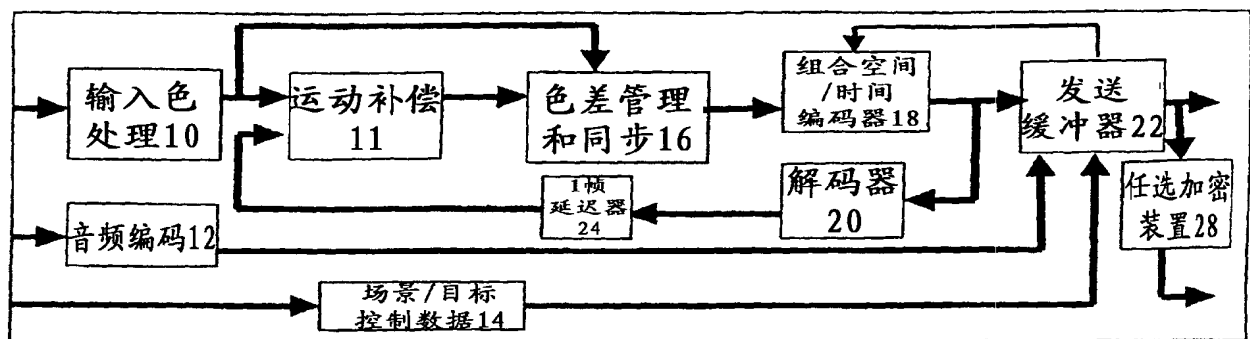 输入色
处理10
运动补偿
11
色差管理
和同步16
组合空间
/时间
编码器18
发送
缓冲器22
1帧
延迟器
24
解码器
20
任选加密
装置28
音频编码12
场景/目标
控制数据14